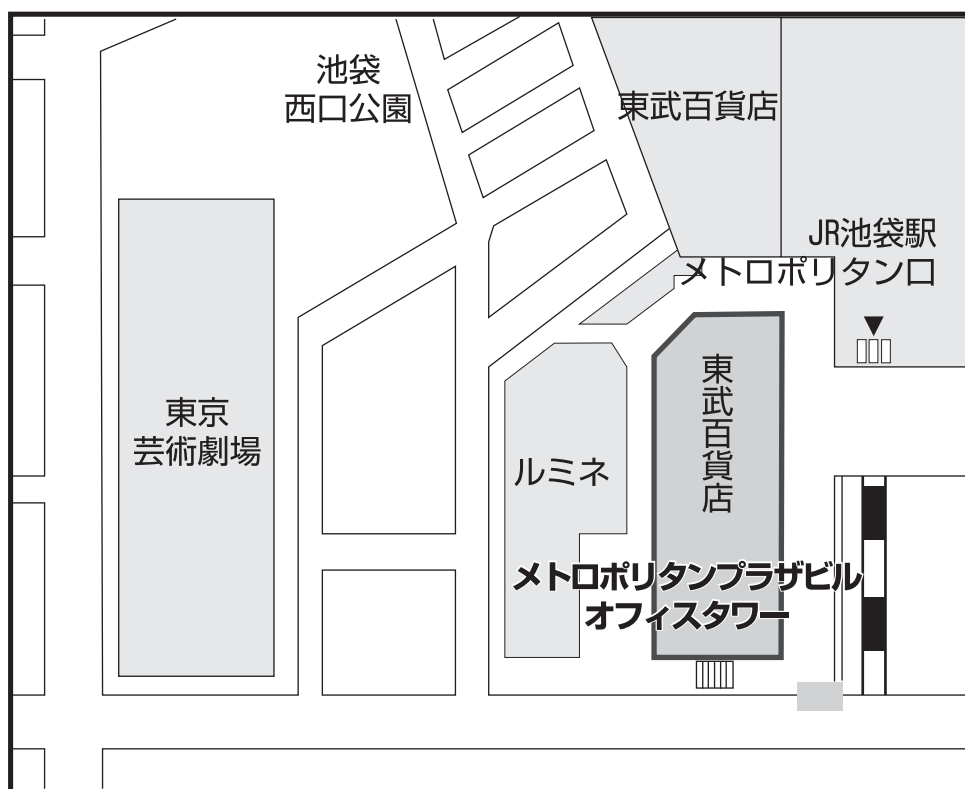 池袋
西口公園
東武百貨店
JR池袋駅
メトロポリタン口
東京
芸術劇場
ルミネ
東武百貨店
メトロポリタンプラザビル
オフィスタワー